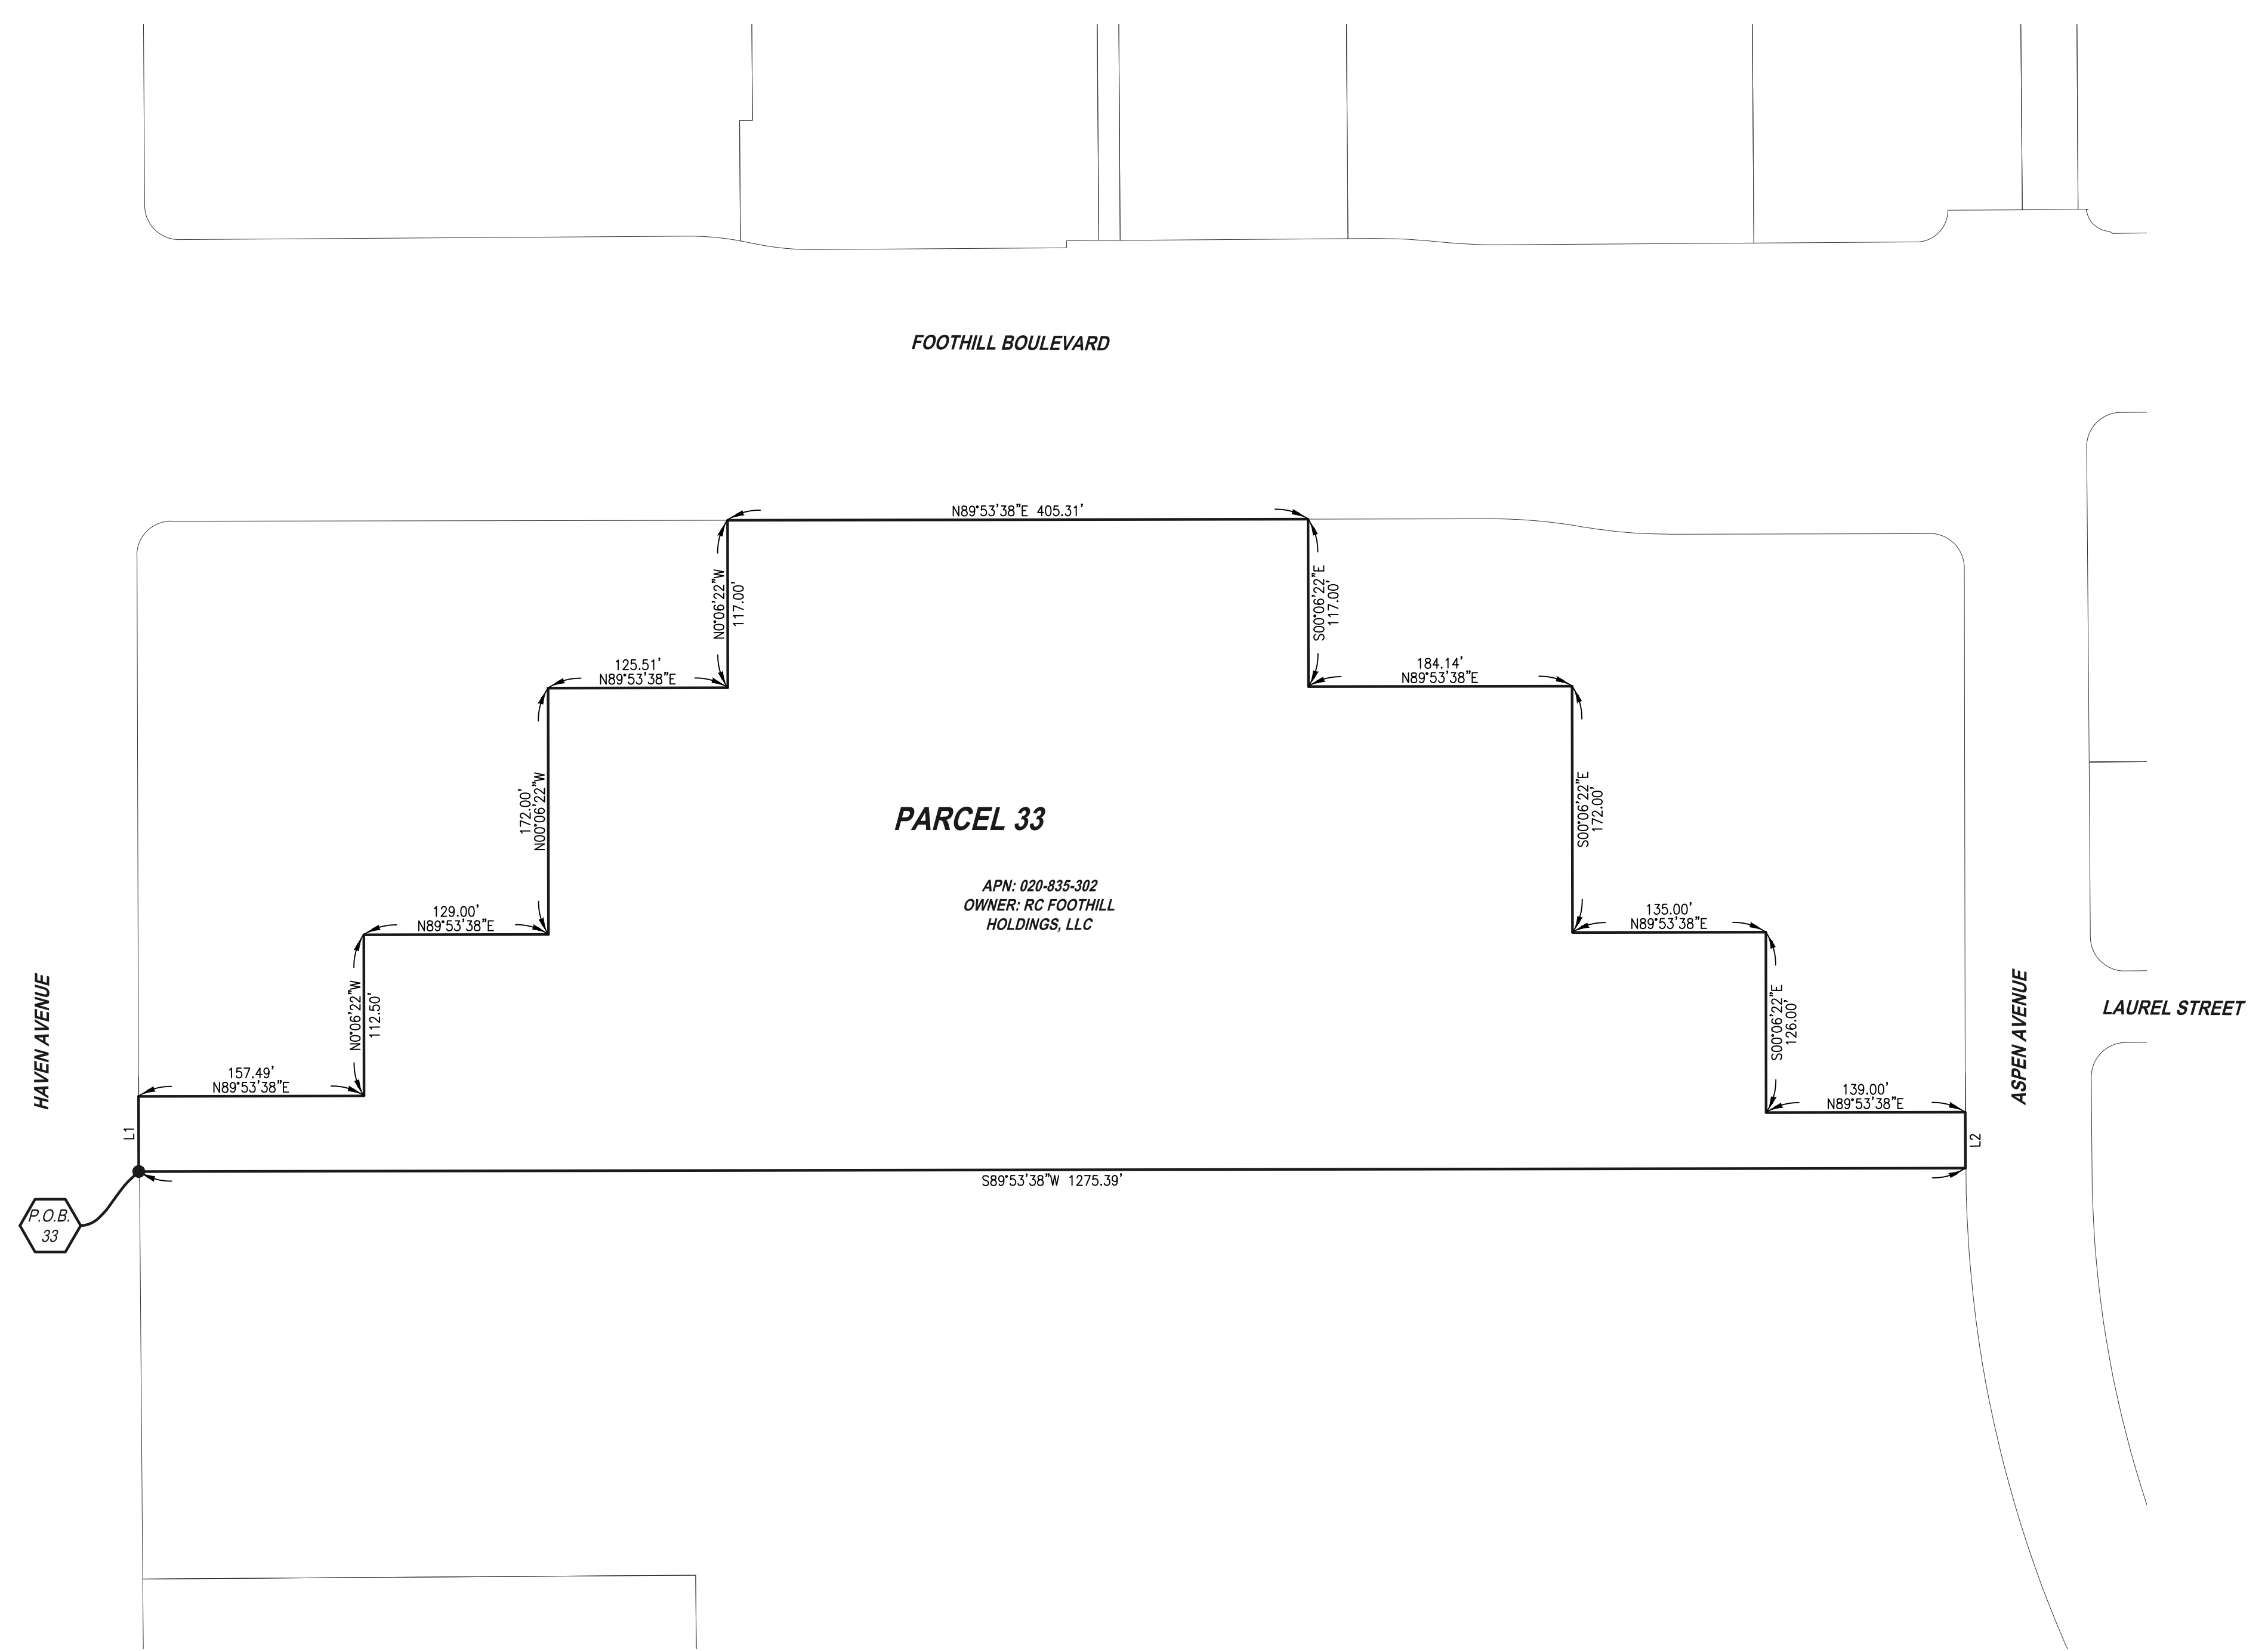 FOOTHILL BOULEVARD
N89°53'38"E 405.31'
N0°06'22"W
117.00'
S00°06'22"E
117.00'
125.51'
N89°53'38"E
184.14'
N89°53'38"E
172.00'
N00°06'22"W
PARCEL 33
S00°06'22"E
172.00'
APN: 020-835-302
OWNER: RC FOOTHILL
HOLDINGS, LLC
129.00'
N89°53'38"E
135.00'
N89°53'38"E
HAVEN AVENUE
N0°06'22"W
112.50'
S00°06'22"E
126.00'
ASPEN AVENUE
LAUREL STREET
157.49'
N89°53'38"E
139.00'
N89°53'38"E
L1
L2
S89°53'38"W 1275.39'
P.O.B.
33